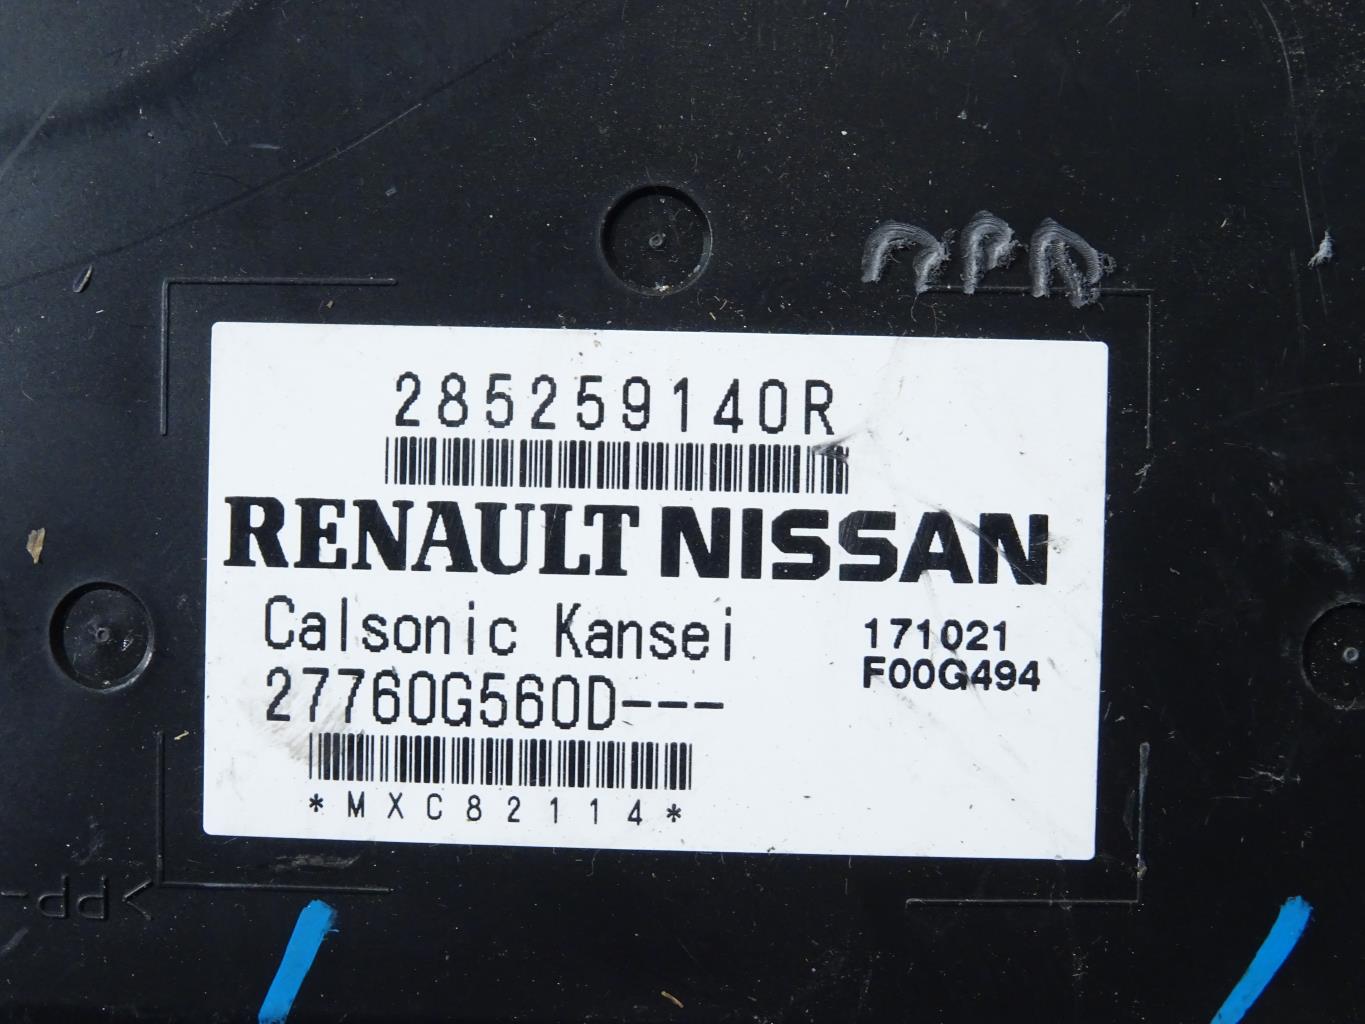 285259140R
RENAULT NISSAN
Calsonic Kansei
171021
27760G560D---
F00G494
*MXC82114*